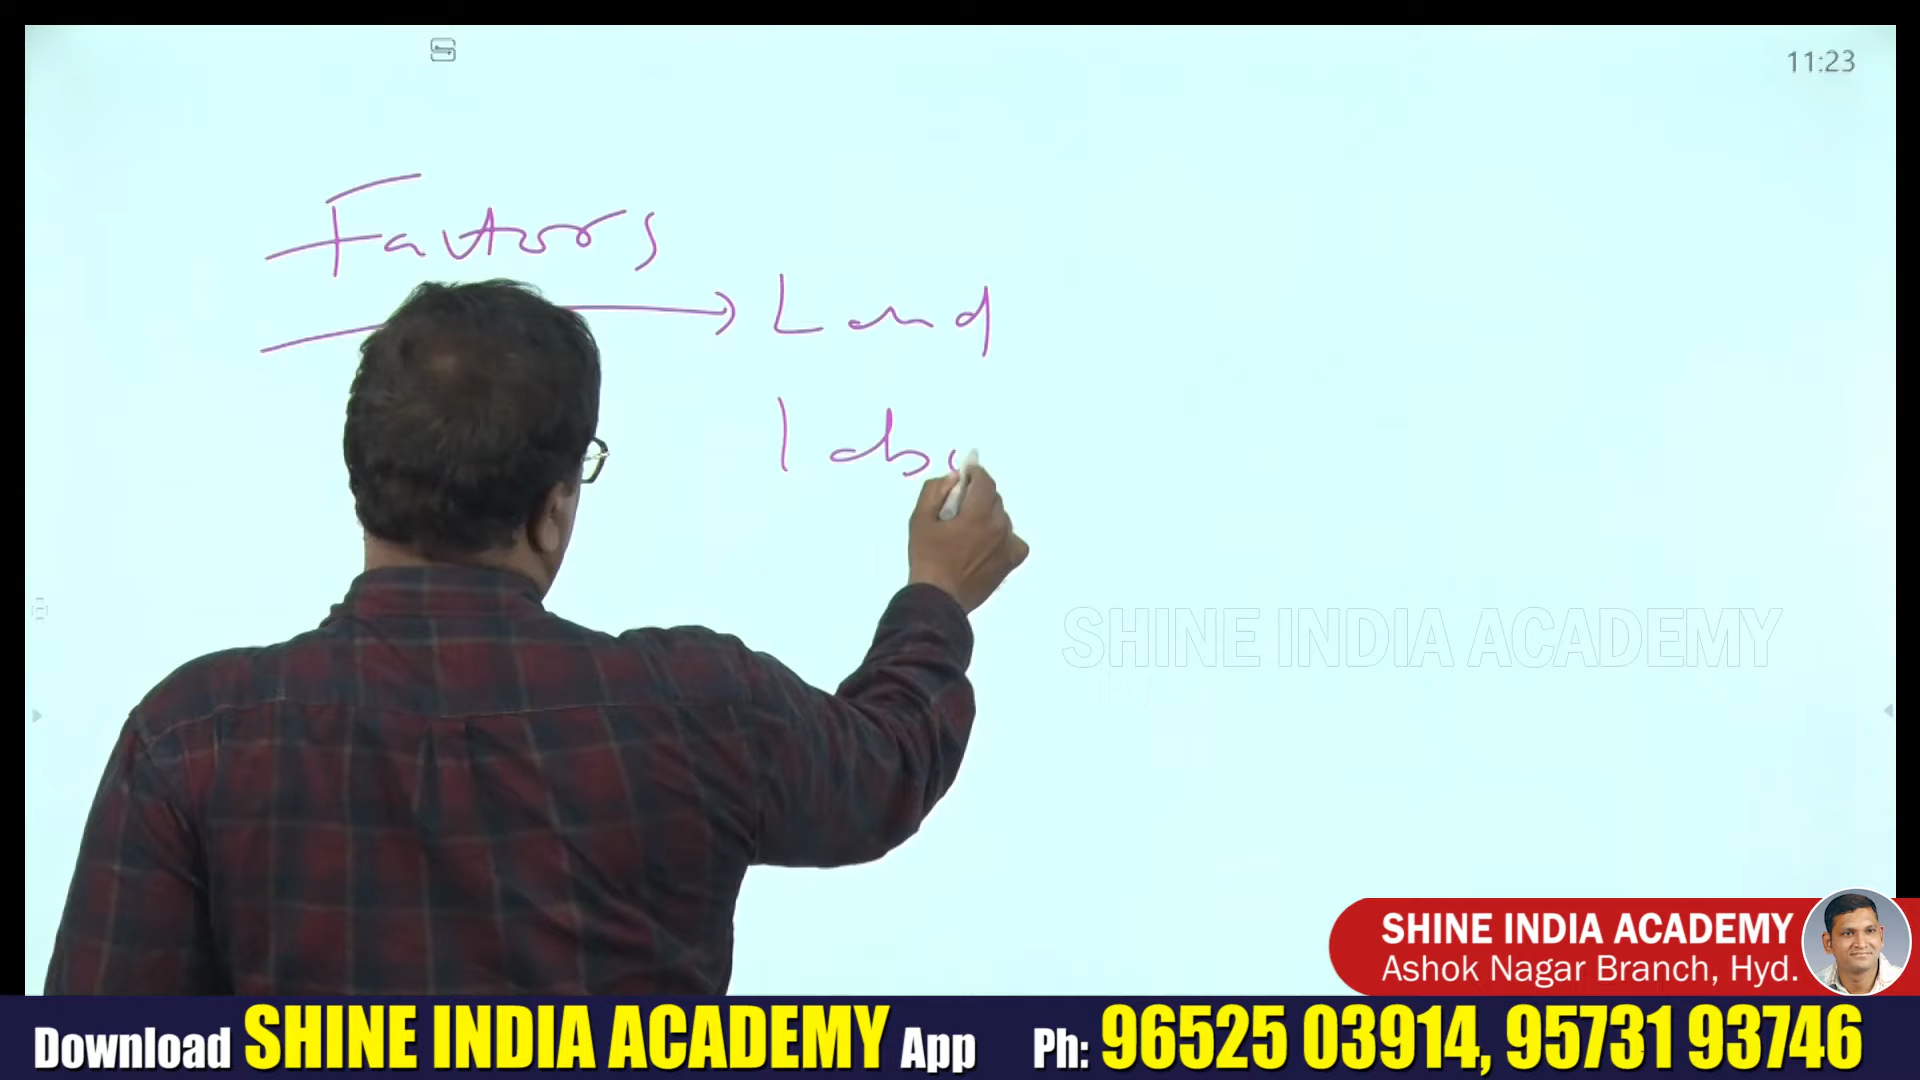 11:23
Factors
Land
lab
SHINE INDIA ACADEMY
SHINE INDIA ACADEMY
Ashok Nagar Branch, Hyd.
Download SHINE INDIA ACADEMY App Ph: 96525 03914, 95731 93746